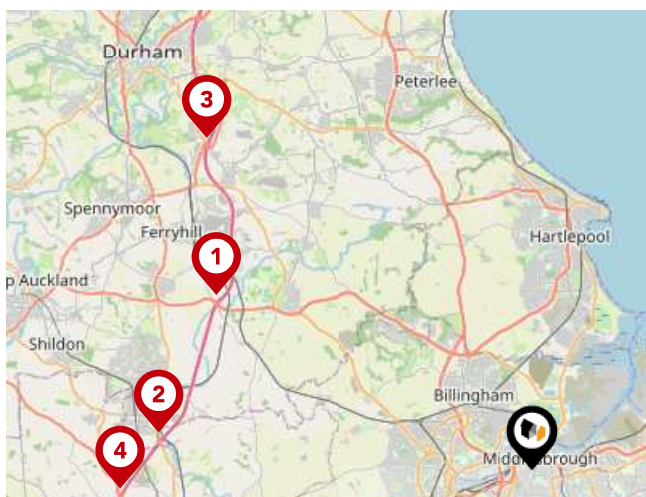 Durham
Peterlee
3
Spennymoor
Ferryhill
Hartlepool
1
p Auckland
Shildon
2
Billingham
4
Middlesbrough